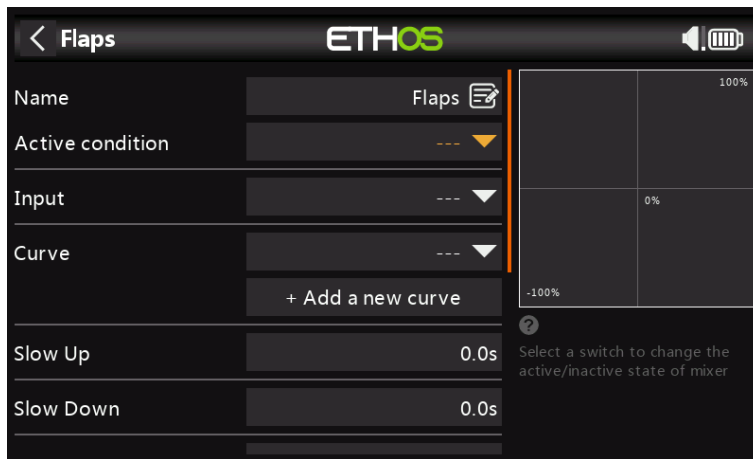 Flaps
ETHOS
Name
Flaps
Active condition
---
Input
---
Curve
---
+ Add a new curve
Slow Up
0.0s
Slow Down
0.0s
100%
0%
-100%
?
Select a switch to change the
active/inactive state of mixer